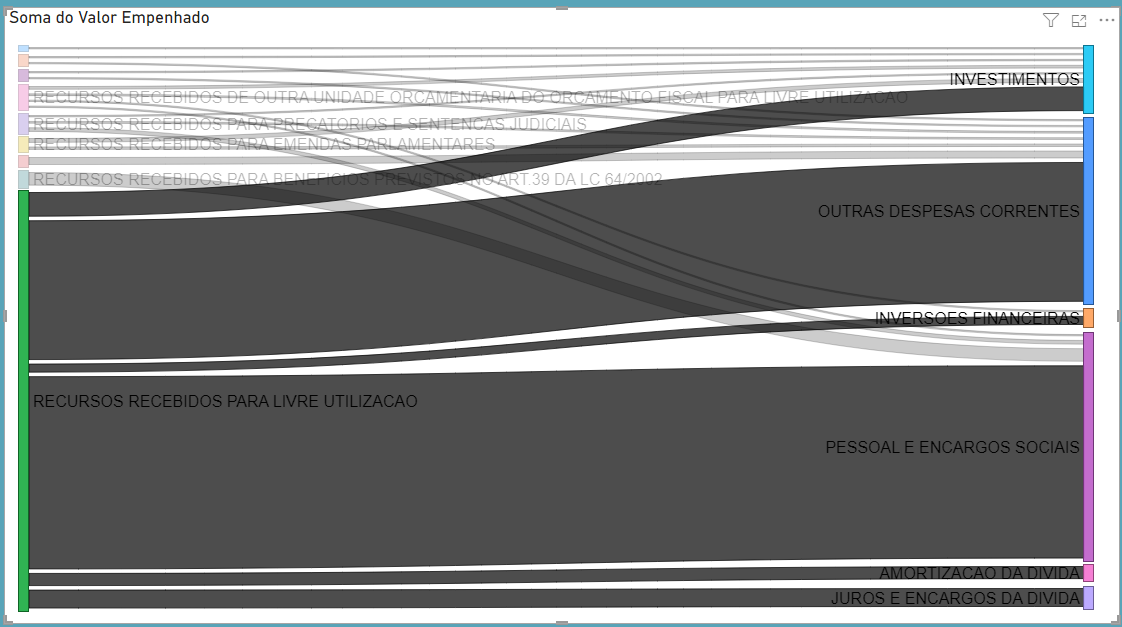 Soma do Valor Empenhado
INVESTIMENTOS
RECURSOS RECEBIDOS DE OUTRA UNIDADE ORCAMENTARIA DO ORCAMENTO FISCAL PARA LIVRE UTILIZACAO
RECURSOS RECEBIDOS PARA PRECATORIOS E SENTENCAS JUDICIAIS
RECURSOS RECEBIDOS PARA EMENDAS PARLAMENTARES
RECURSOS RECEBIDOS PARA BENEFICIOS PREVISTOS NO ART.39 DA LC 64/2002
OUTRAS DESPESAS CORRENTES
INVERSOES FINANCEIRAS
RECURSOS RECEBIDOS PARA LIVRE UTILIZACAO
PESSOAL E ENCARGOS SOCIAIS
AMORTIZACAO DA DIVIDA
JUROS E ENCARGOS DA DIVIDA